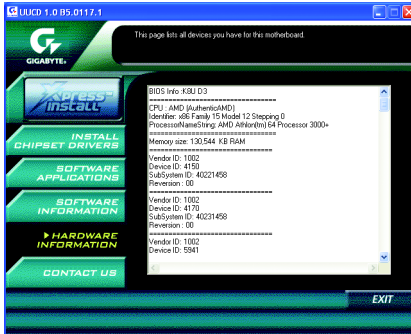 UUCD 1.0 B5.0117.1
GIGABYTE
This page lists all devices you have for this motherboard.
Xpress-
Install
INSTALL
CHIPSET DRIVERS
SOFTWARE
APPLICATIONS
SOFTWARE
INFORMATION
HARDWARE
INFORMATION
CONTACT US
BIOS Info :K8U D3
==============================
CPU : AMD (AuthenticAMD)
Identifier: x86 Family 15 Model 12 Stepping 0
ProcessorNameString: AMD Athlon(tm) 64 Processor 3000+
==============================
Memory size: 130,544 KB RAM
==============================
Vendor ID: 1002
Device ID: 4150
SubSystem ID: 40221458
Reversion : 00
==============================
Vendor ID: 1002
Device ID: 4170
SubSystem ID: 40231458
Reversion : 00
==============================
Vendor ID: 1002
Device ID: 5941
EXIT